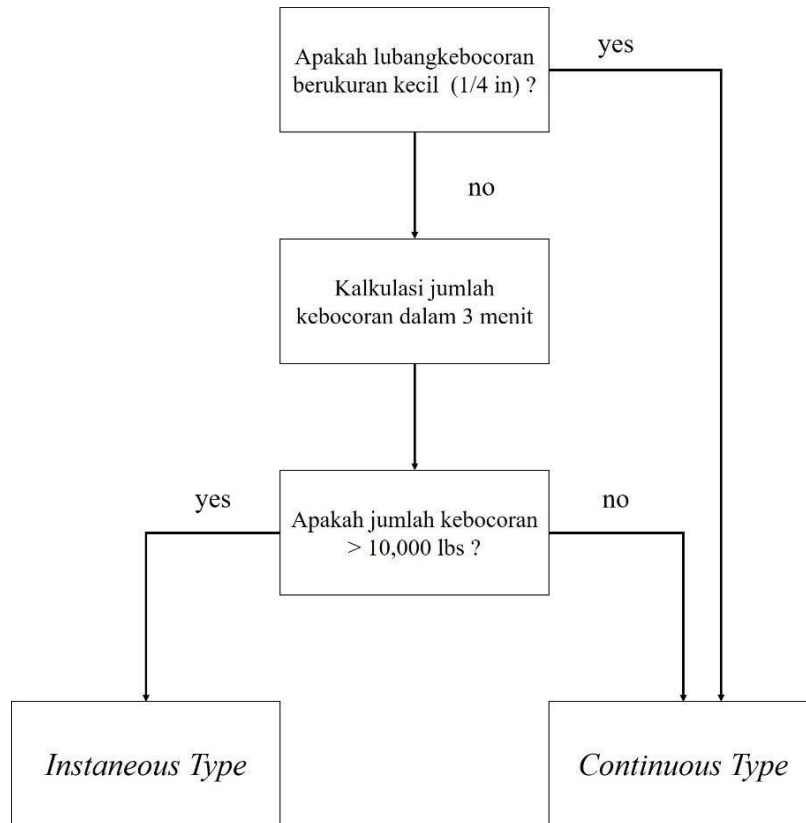 Apakah lubangkebocoran
berukuran kecil (1/4 in) ?
yes
no
Kalkulasi jumlah
kebocoran dalam 3 menit
yes
Apakah jumlah kebocoran
> 10,000 lbs ?
no
Instaneous Type
Continuous Type